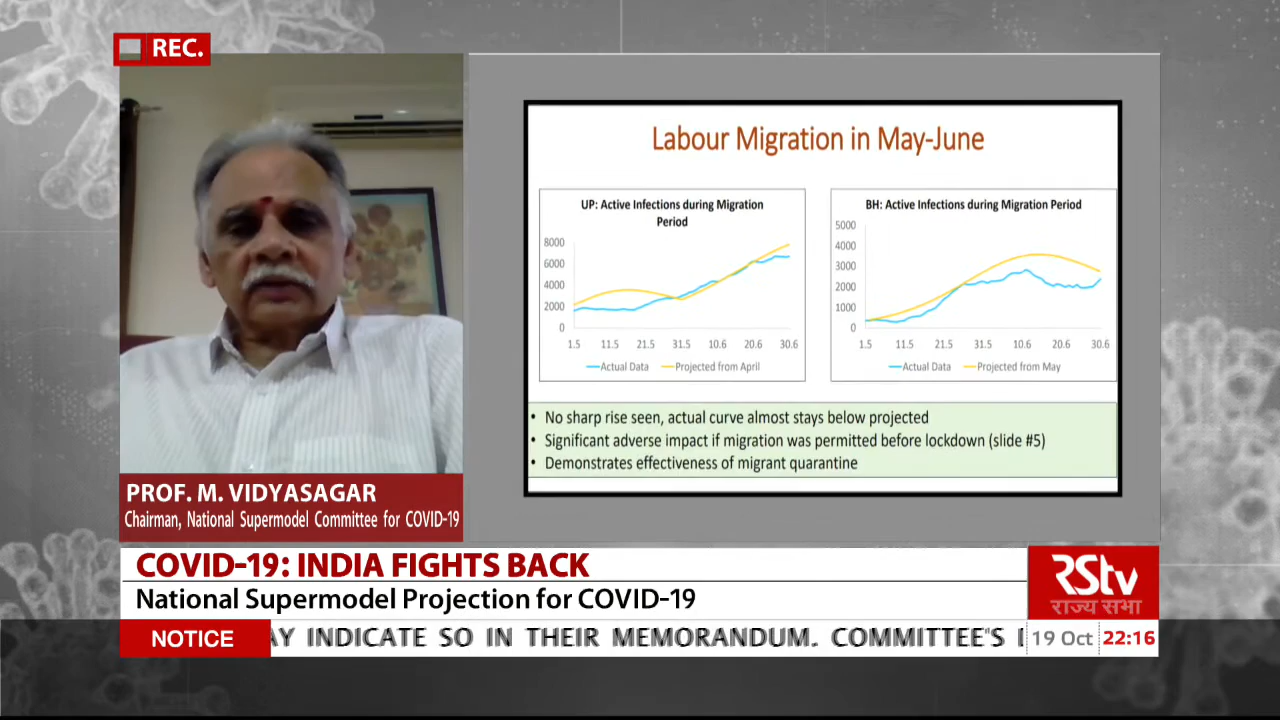 REC.
Labour Migration in May-June
UP: Active Infections during Migration
Period
8000
6000
4000
2000
0
1.5 11.5 21.5 31.5 10.6 20.6 30.6
Actual Data Projected from April
BH: Active Infections during Migration Period
5000
4000
3000
2000
1000
0
1.5 11.5 21.5 31.5 10.6 20.6 30.6
Actual Data Projected from May
• No sharp rise seen, actual curve almost stays below projected
• Significant adverse impact if migration was permitted before lockdown (slide #5)
• Demonstrates effectiveness of migrant quarantine
PROF. M. VIDYASAGAR
Chairman, National Supermodel Committee for COVID-19
COVID-19: INDIA FIGHTS BACK
National Supermodel Projection for COVID-19
RStv
राज्य सभा
NOTICE
INDICATE SO IN THEIR MEMORANDUM. COMMITTEE'S
19 Oct 22:16